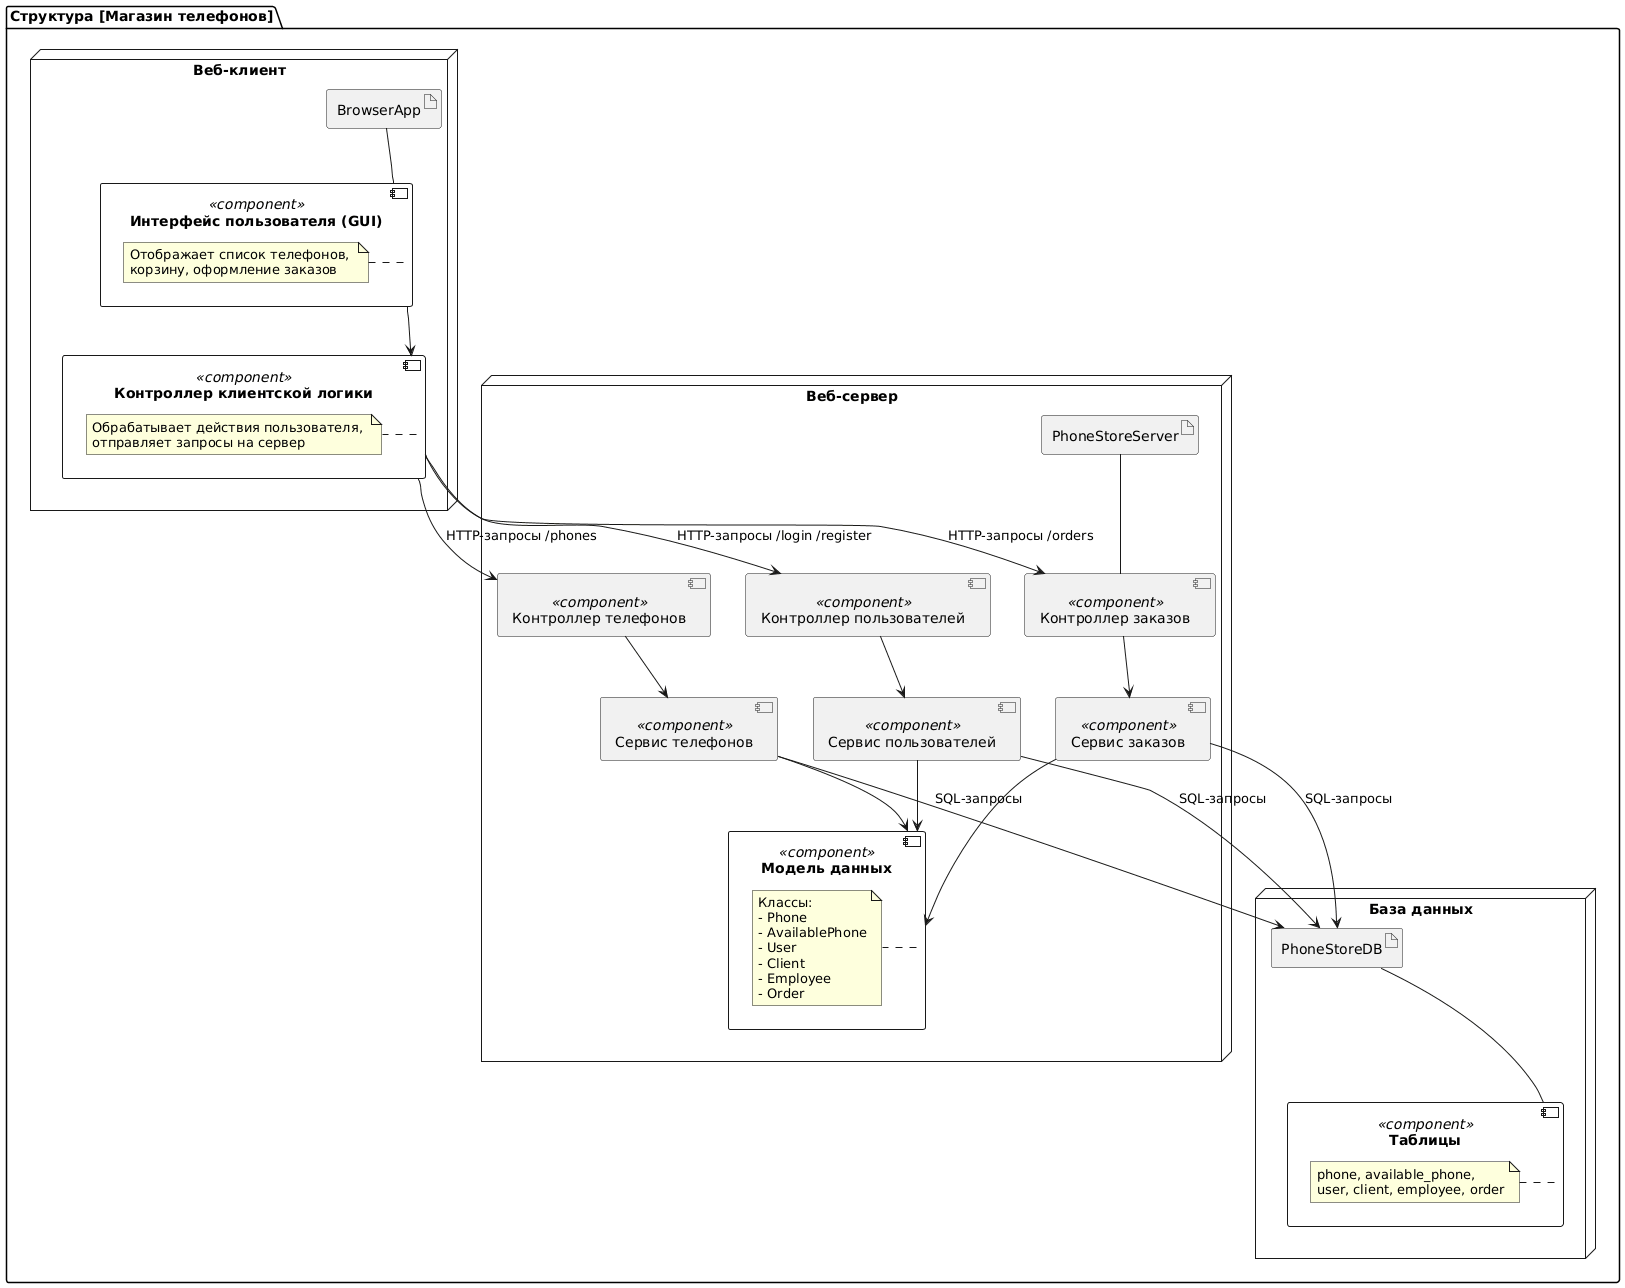 Структура [Магазин телефонов]
Веб-клиент
BrowserApp
«component»
Интерфейс пользователя (GUI)
Отображает список телефонов,
корзину, оформление заказов
«component»
Контроллер клиентской логики
Обрабатывает действия пользователя,
отправляет запросы на сервер
Веб-сервер
PhoneStoreServer
HTTP-запросы /phones
HTTP-запросы /login /register
HTTP-запросы /orders
«component»
Контроллер телефонов
«component»
Контроллер пользователей
«component»
Контроллер заказов
«component»
Сервис телефонов
«component»
Сервис пользователей
«component»
Сервис заказов
SQL-запросы
SQL-запросы
SQL-запросы
«component»
Модель данных
Классы:
- Phone
- AvailablePhone
- User
- Client
- Employee
- Order
База данных
PhoneStoreDB
«component»
Таблицы
phone, available_phone,
user, client, employee, order